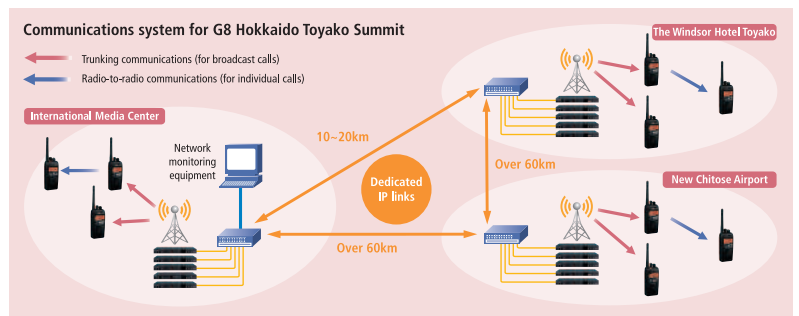 Communications system for G8 Hokkaido Toyako Summit
Trunking communications (for broadcast calls)
Radio-to-radio communications (for individual calls)
The Windsor Hotel Toyako
International Media Center
Network
monitoring
equipment
10~20km
Over 60km
Dedicated
IP links
New Chitose Airport
Over 60km